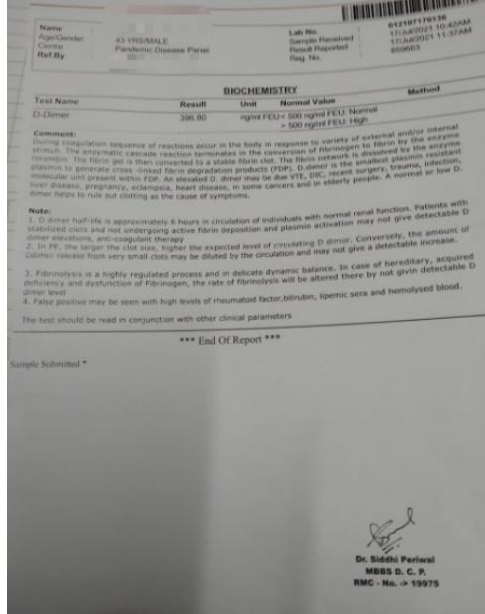 Name :
Age/Gender : 43 YRS/MALE
Centre : Pandemic Disease Panel
Ref By
Lab No. : 012107170136
Sample Received : 17/Jul/2021 10:42AM
Result Reported : 17/Jul/2021 11:37AM
Reg. No. : 859663
BIOCHEMISTRY
Test Name Result Unit Normal Value Method
D-Dimer 396.80 ng/ml FEU < 500 ng/ml FEU: Normal
> 500 ng/ml FEU: High
Comment:
During coagulation sequence of reactions occur in the body in response to variety of external and/or internal
stimuli. The enzymatic cascade reaction terminates in the conversion of fibrinogen to fibrin by the enzyme
thrombin. The fibrin gel is then converted to a stable fibrin clot. The fibrin network is dissolved by the enzyme
plasmin to generate cross -linked fibrin degradation products (FDP). D.dimer is the smallest plasmin resistant
molecular unit present within FDP. An elevated D. dimer may be due VTE, DIC, recent surgery, trauma, infection,
liver disease, pregnancy, eclampsia, heart disease, in some cancers and in elderly people. A normal or low D.
dimer helps to rule out clotting as the cause of symptoms.
Note:
1. D dimer half-life is approximately 6 hours in circulation of individuals with normal renal function. Patients with
stabilized clots and not undergoing active fibrin deposition and plasmin activation may not give detectable D
dimer elevations, anti-coagulant therapy
2. In PE, the larger the clot size, higher the expected level of circulating D dimer. Conversely, the amount of
Ddimer release from very small clots may be diluted by the circulation and may not give a detectable increase.
3. Fibrinolysis is a highly regulated process and in delicate dynamic balance. In case of hereditary, acquired
deficiency and dysfunction of Fibrinogen, the rate of fibrinolysis will be altered there by not givin detectable D
dimer level
4. False positive may be seen with high levels of rheumatoid factor,bilirubin, lipemic sera and hemolysed blood.
The test should be read in conjunction with other clinical parameters
*** End Of Report ***
Sample Submitted *
Dr. Siddhi Periwal
MBBS D. C. P.
RMC - No. -> 19975